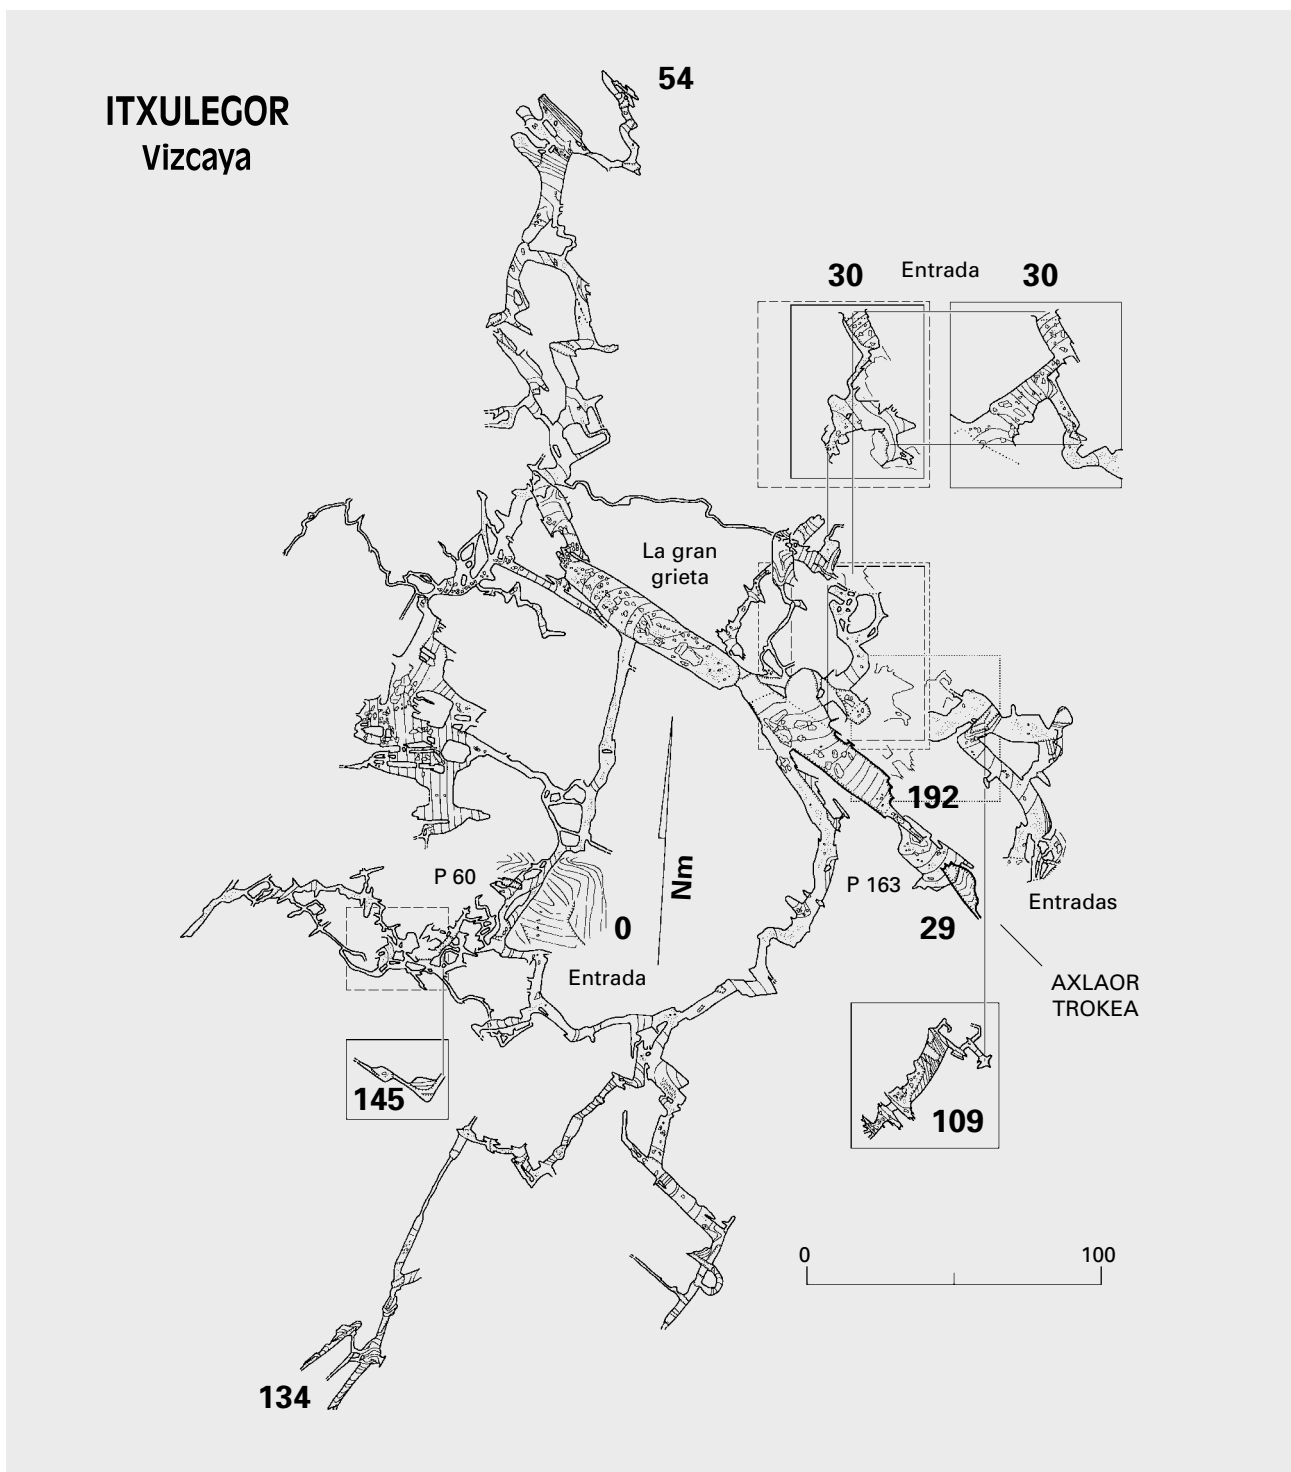 54
ITXULEGOR
Vizcaya
30
Entrada
30
La gran
grieta
192
P 60
P 163
Nm
Entradas
0
29
Entrada
AXLAOR
TROKEA
145
109
0
100
134